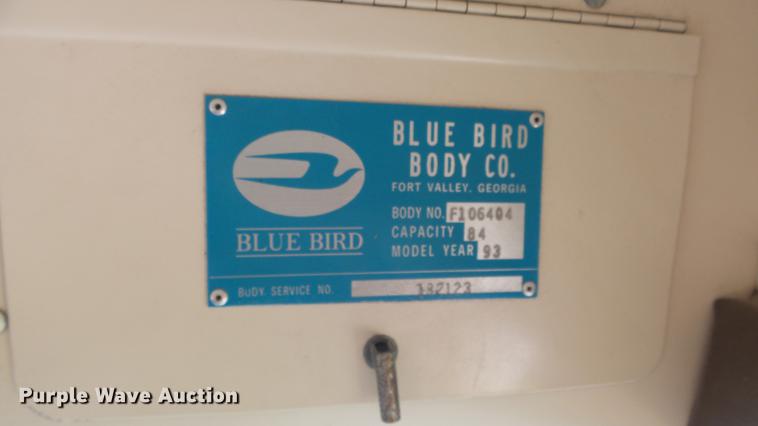 BLUE BIRD
BODY CO.
FORT VALLEY, GEORGIA
BLUE BIRD
BODY NO. F106404
CAPACITY 84
MODEL YEAR 93
BODY SERVICE NO.
Purple Wave Auction